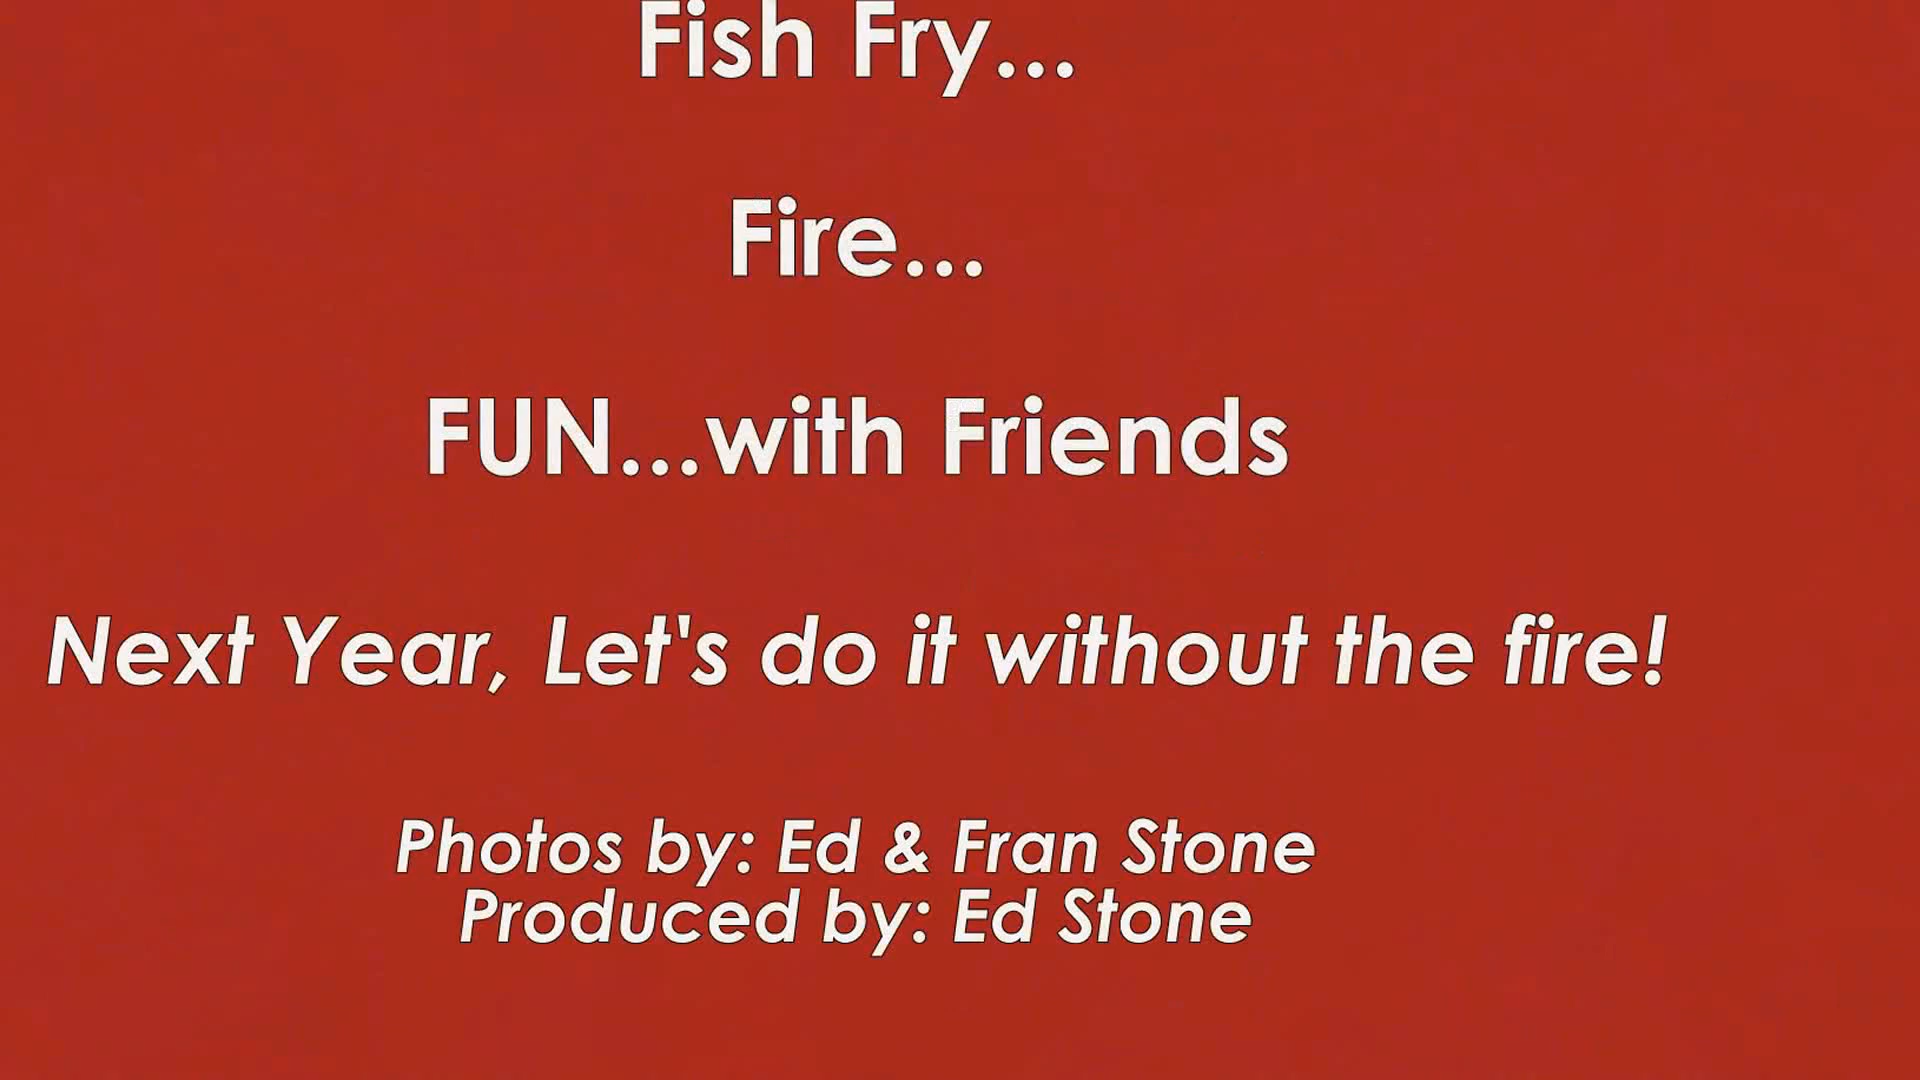 Fish Fry...
Fire...
FUN...with Friends
Next Year, Let's do it without the fire!
Photos by: Ed & Fran Stone
Produced by: Ed Stone